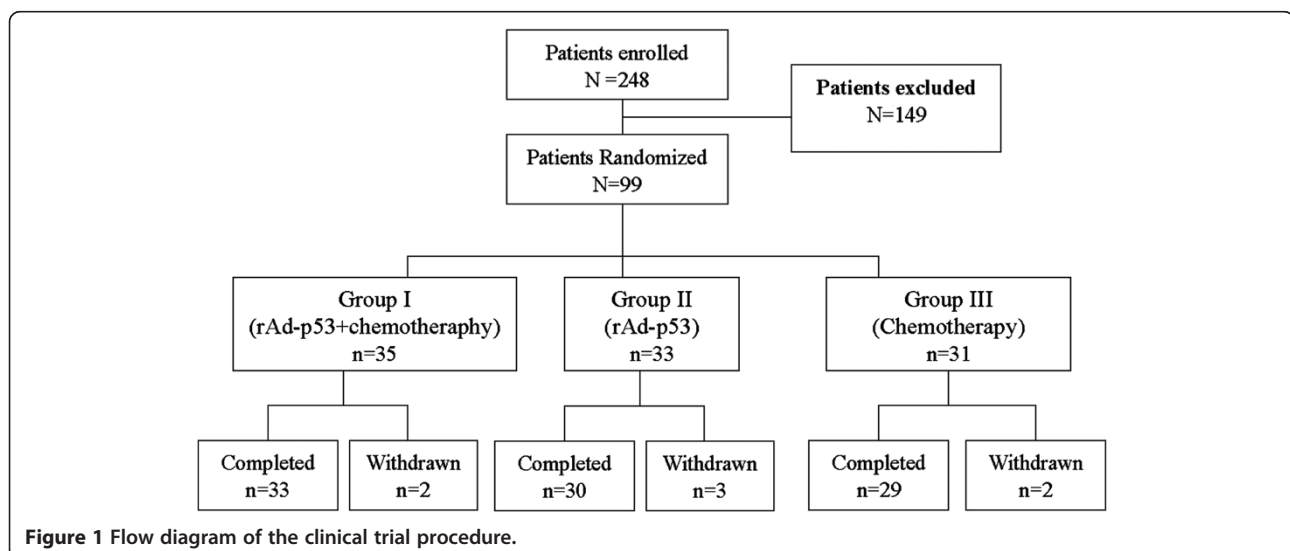 Patients enrolled
N =248
Patients excluded
N=149
Patients Randomized
N=99
Group I
(rAd-p53+chemotheraphy)
n=35
Group II
(rAd-p53)
n=33
Group III
(Chemotherapy)
n=31
Completed
n=33
Withdrawn
n=2
Completed
n=30
Withdrawn
n=3
Completed
n=29
Withdrawn
n=2
Figure 1 Flow diagram of the clinical trial procedure.